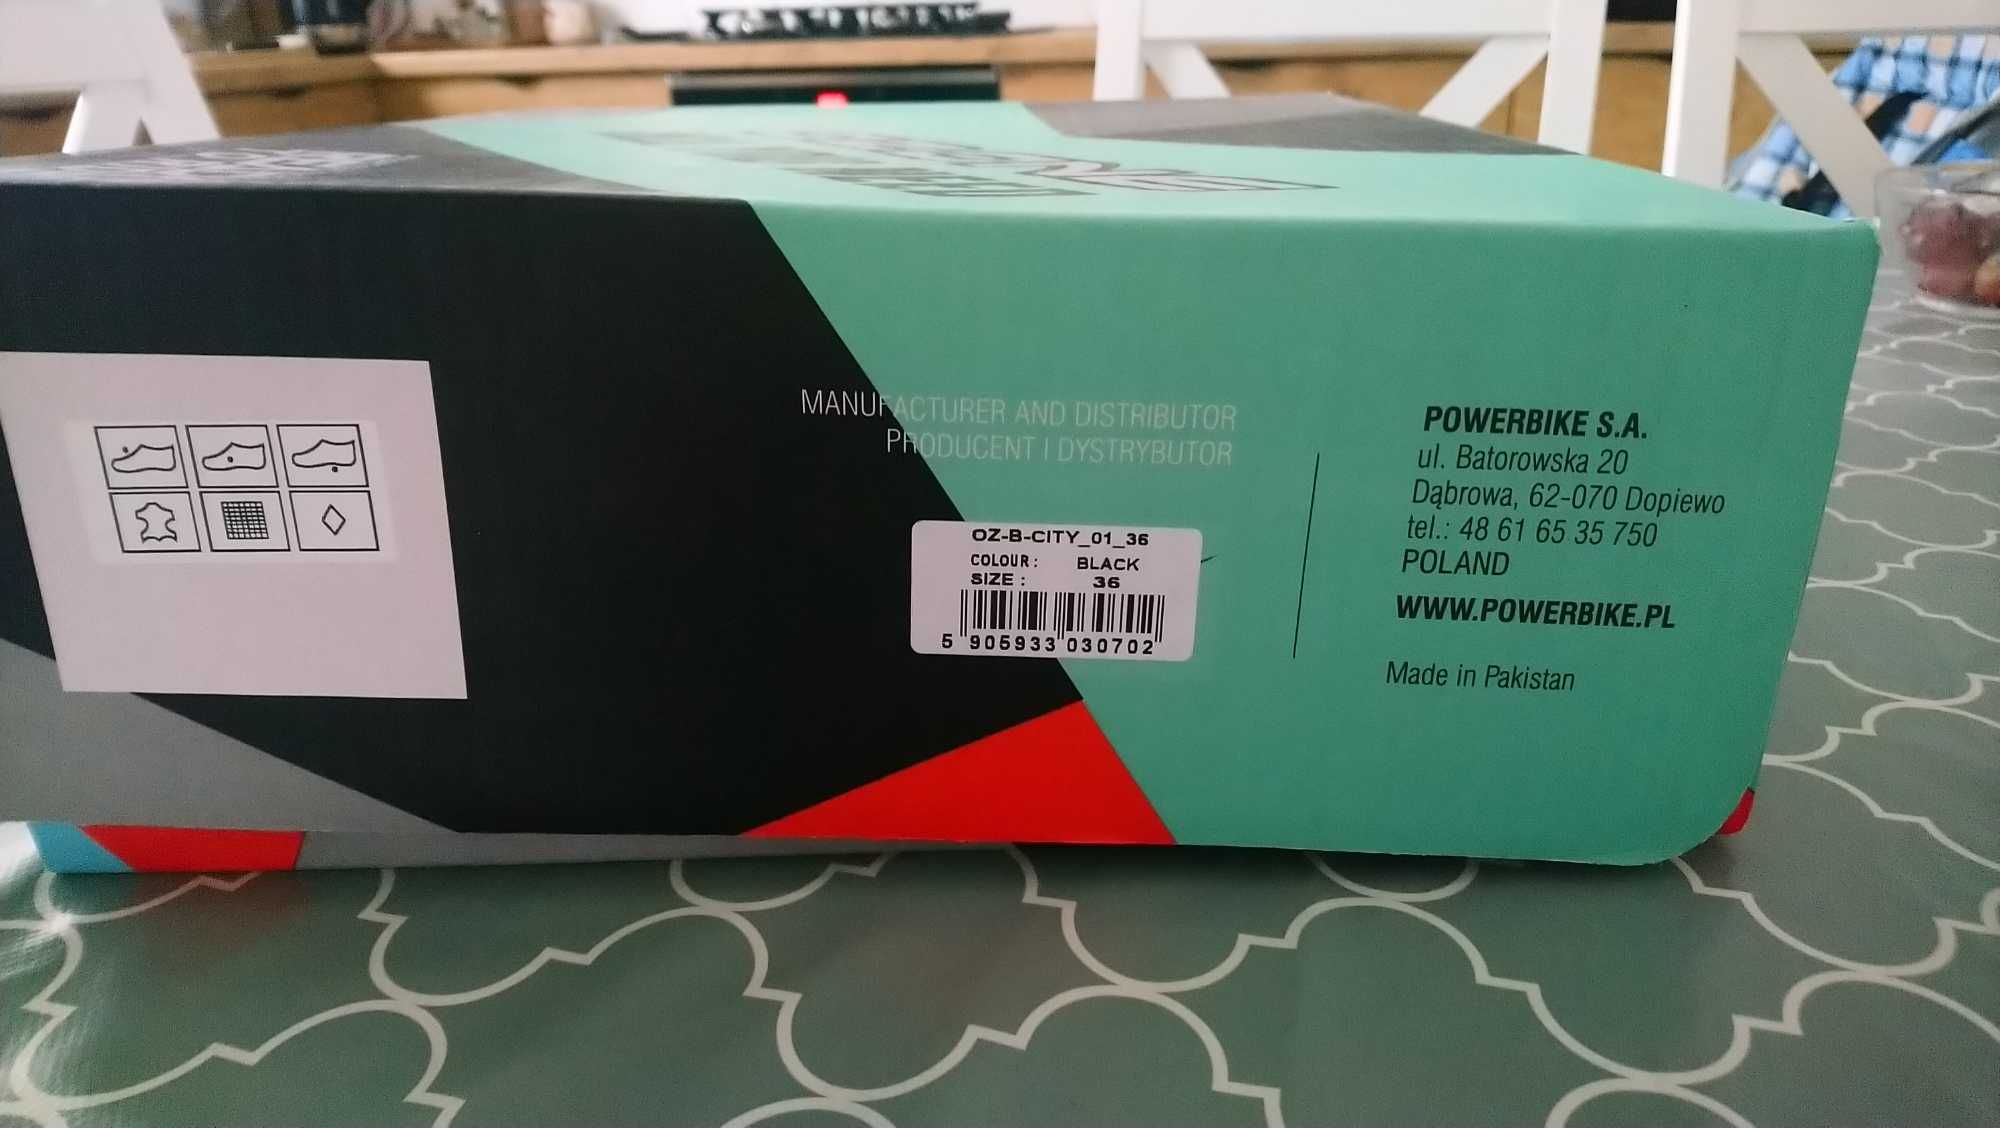 MANUFACTURER AND DISTRIBUTOR
PRODUCENT I DYSTRYBUTOR
OZ-B-CITY_01_36
COLOUR: BLACK
SIZE: 36
5 905933 030702
POWERBIKE S.A.
ul. Batorowska 20
Dąbrowa, 62-070 Dopiewo
tel.: 48 61 65 35 750
POLAND
WWW.POWERBIKE.PL
Made in Pakistan